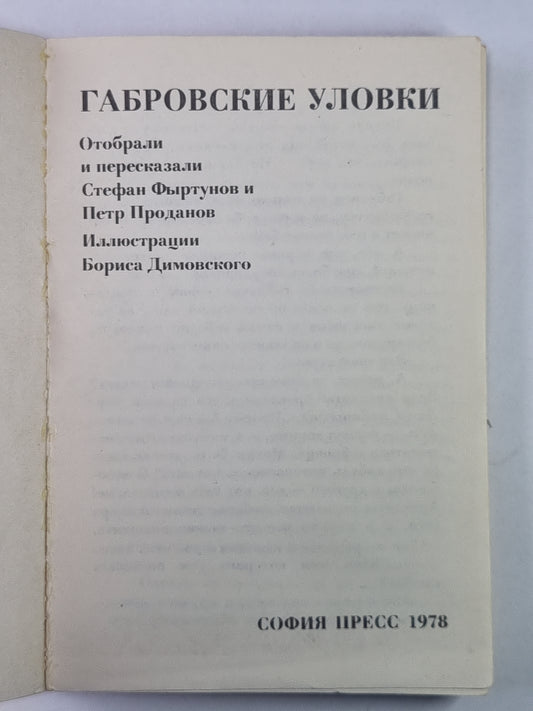 ГАБРОВСКИЕ УЛОВКИ
Отобрали
и пересказали
Стефан Фыртунов и
Петр Проданов
Иллюстрации
Бориса Димовского
СОФИЯ ПРЕСС 1978